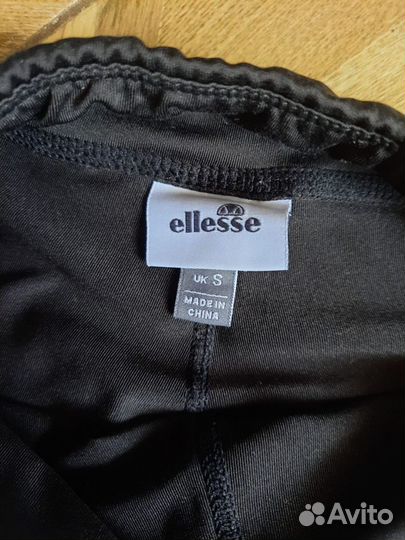 ellesse
UK S
MADE IN
CHINA
Avito